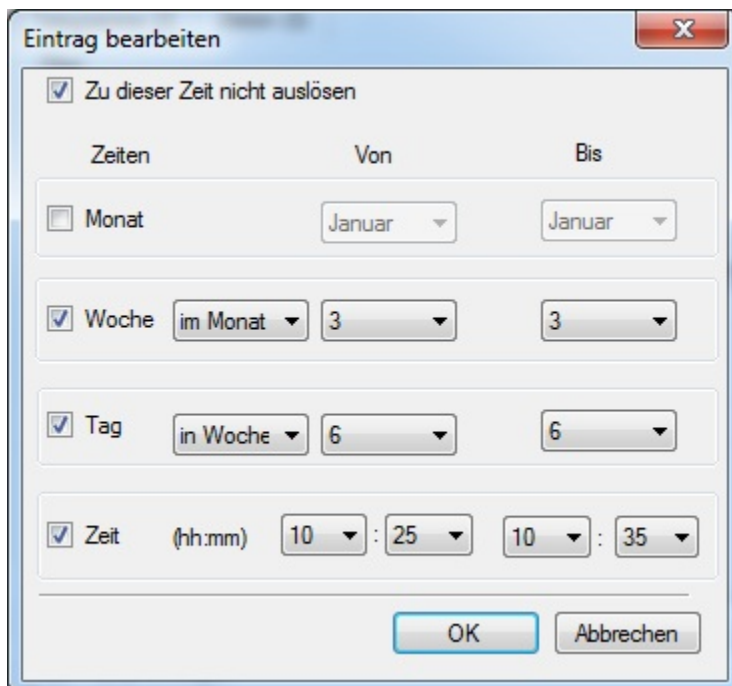 Eintrag bearbeiten
Zu dieser Zeit nicht auslösen
Zeiten Von Bis
Monat Januar Januar
Woche im Monat 3 3
Tag in Woche 6 6
Zeit (hh:mm) 10 : 25 10 : 35
OK Abbrechen